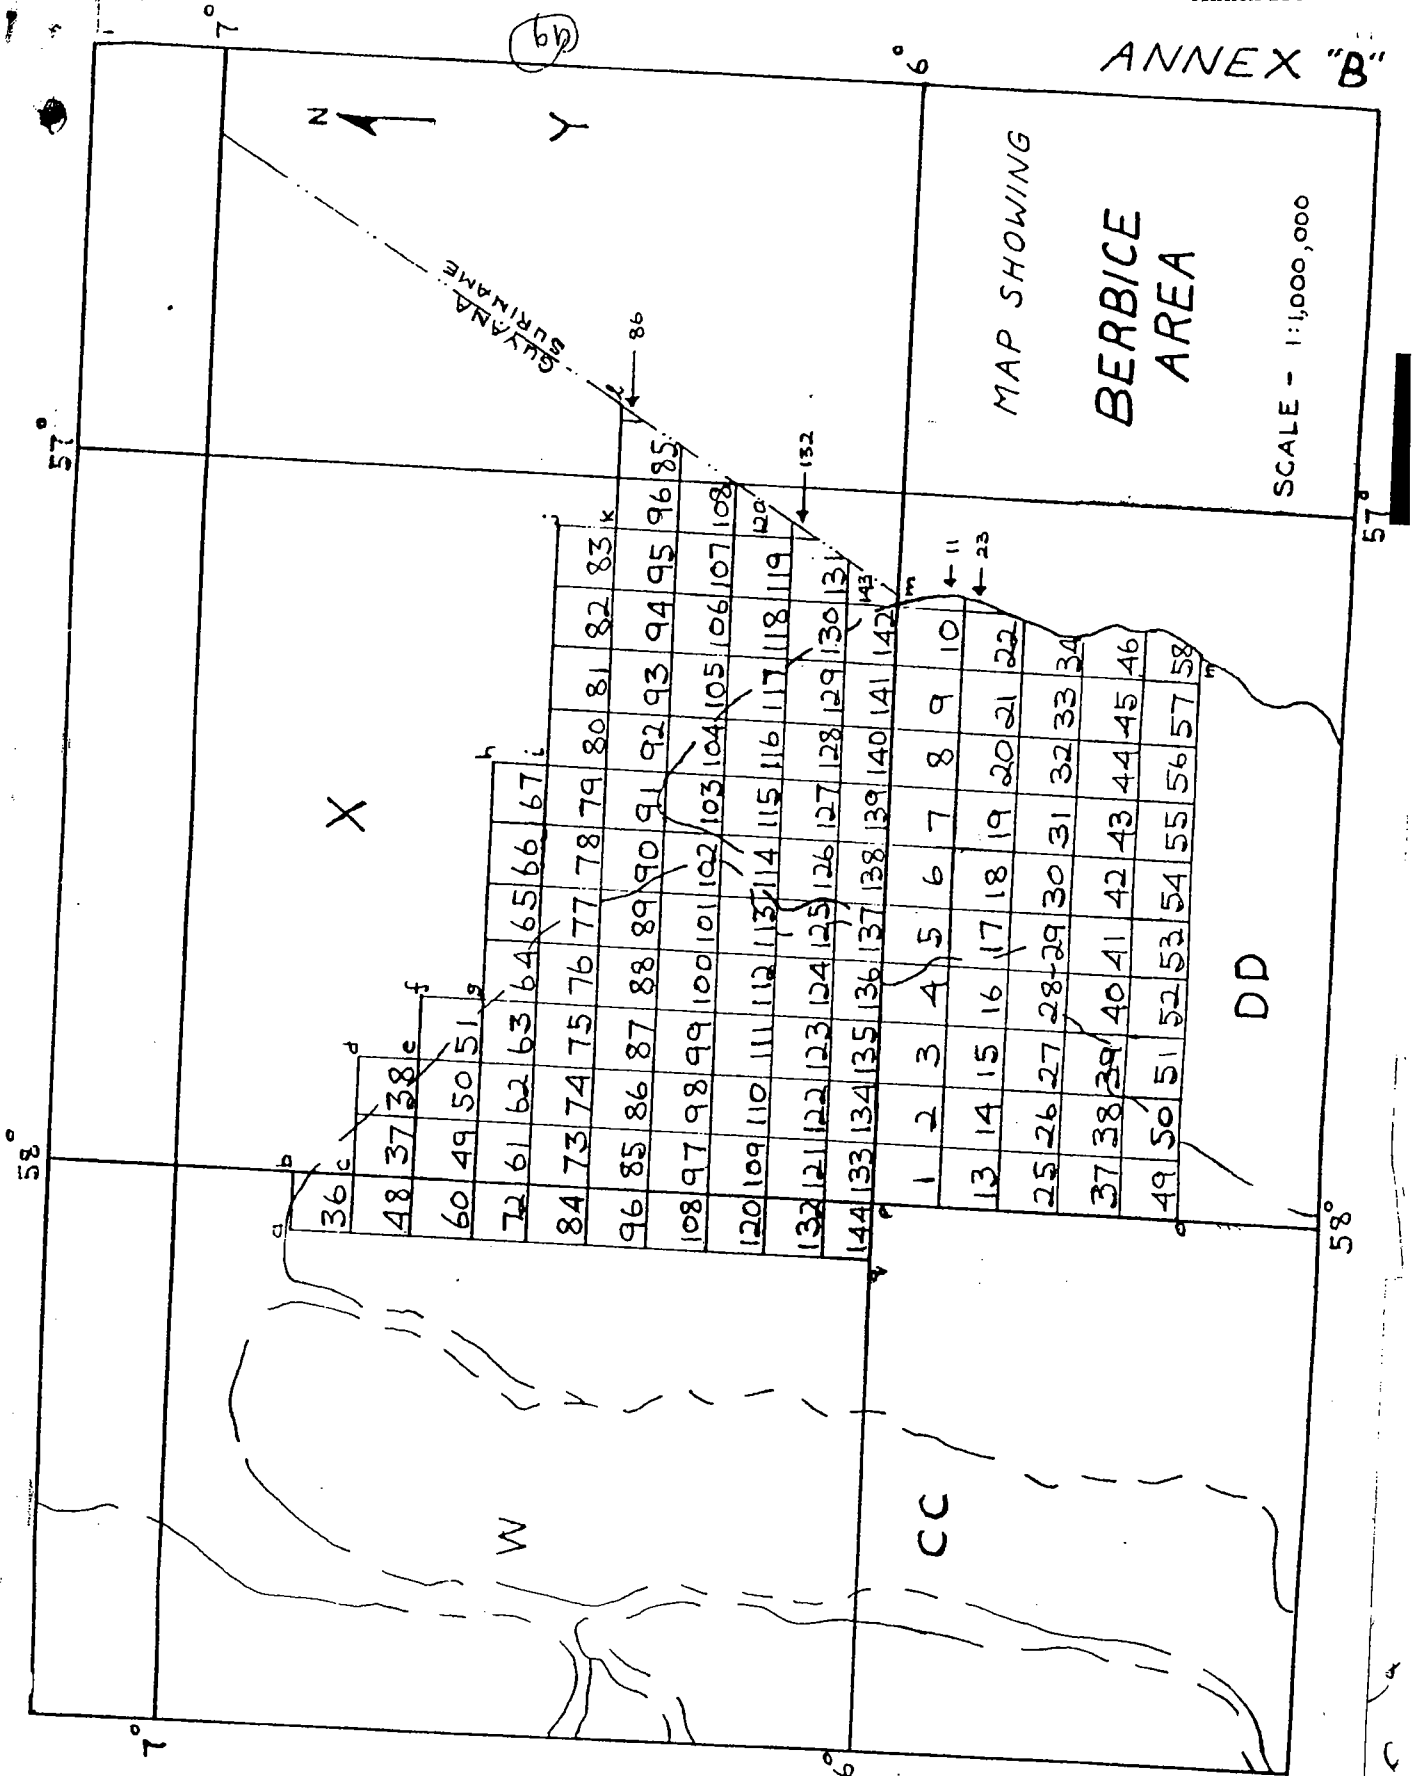 ANNEX "B"
49
58° 57°
7° 7°
N
X Y
a b
36 c d
48 37 38 e f
60 49 50 51 g h
72 61 62 63 64 65 66 67 i j
84 73 74 75 76 77 78 79 80 81 82 83 k l
GUYANA
SURINAME
96 85 86 87 88 89 90 91 92 93 94 95 96 85
86
108 97 98 99 100 101 102 103 104 105 106 107 108
120 109 110 111 112 113 114 115 116 117 118 119 120
132 121 122 123 124 125 126 127 128 129 130 131
132
144 133 134 135 136 137 138 139 140 141 142 143
q p m
6° 6°
W
1 2 3 4 5 6 7 8 9 10
11
13 14 15 16 17 18 19 20 21 22
23
25 26 27 28-29 30 31 32 33 34
37 38 39 40 41 42 43 44 45 46
49 50 51 52 53 54 55 56 57 58
o n
CC DD
MAP SHOWING
BERBICE
AREA
SCALE - 1:1,000,000
58° 57°